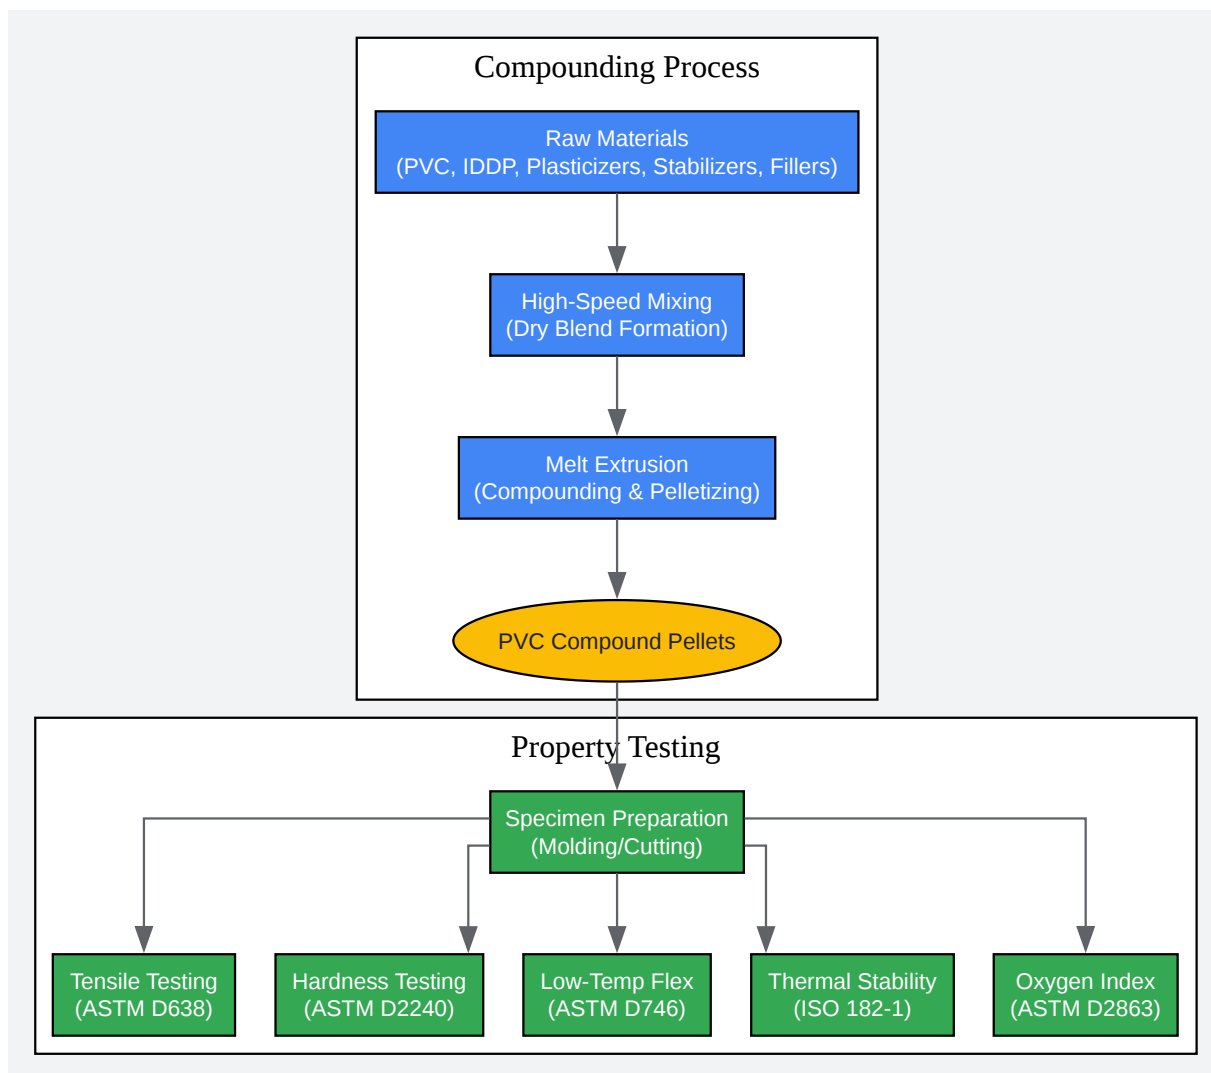 Compounding Process
Raw Materials
(PVC, IDDP, Plasticizers, Stabilizers, Fillers)
High-Speed Mixing
(Dry Blend Formation)
Melt Extrusion
(Compounding & Pelletizing)
PVC Compound Pellets
Property Testing
Specimen Preparation
(Molding/Cutting)
Tensile Testing
(ASTM D638)
Hardness Testing
(ASTM D2240)
Low-Temp Flex
(ASTM D746)
Thermal Stability
(ISO 182-1)
Oxygen Index
(ASTM D2863)